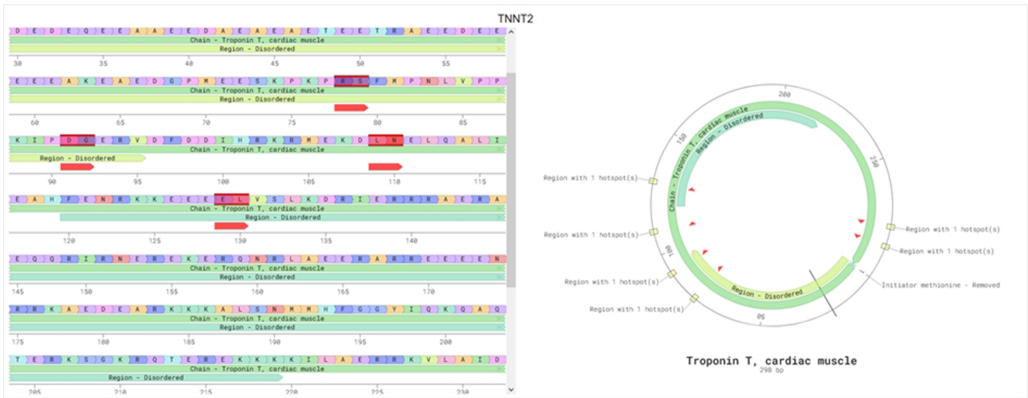 TNNT2
D E D E Q E E A A E E D A E A E A E T E E T R A E E D E E
Chain - Troponin T, cardiac muscle
Region - Disordered
30 35 40 45 50 55
E E E A K E A E D G P M E E S K P K P R S F M P N L V P P
Chain - Troponin T, cardiac muscle
Region - Disordered
60 65 70 75 80 85
K I P D G E R V D F D D I H R K R M E K D L N E L Q A L I
Chain - Troponin T, cardiac muscle
Region - Disordered
90 95 100 105 110 115
E A H F E N R K K E E E E L V S L K D R I E R R R A E R A
Chain - Troponin T, cardiac muscle
Region - Disordered
120 125 130 135 140
E Q Q R I R N E R E K E R Q N R L A E E R A R R E E E E N
Chain - Troponin T, cardiac muscle
Region - Disordered
145 150 155 160 165 170
R R K A E D E A R K K K A L S N M M H F G G Y I Q K Q A Q
Chain - Troponin T, cardiac muscle
Region - Disordered
175 180 185 190 195 200
T E R K S G K R Q T E R E K K K K I L A E R R K V L A I D
Chain - Troponin T, cardiac muscle
Region - Disordered
205 210 215 220 225 230
200
150
250
100
50
Chain - Troponin T, cardiac muscle
Region - Disordered
Region - Disordered
Region with 1 hotspot(s)
Region with 1 hotspot(s)
Region with 1 hotspot(s)
Region with 1 hotspot(s)
Region with 1 hotspot(s)
Region with 1 hotspot(s)
Initiator methionine - Removed
Troponin T, cardiac muscle
298 bp